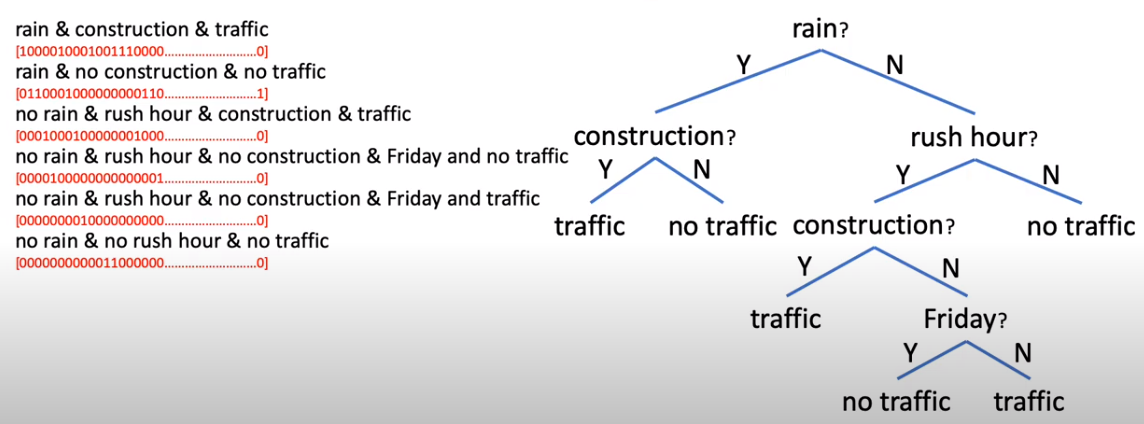 rain & construction & traffic
[1000010001001110000...........................0]
rain & no construction & no traffic
[0110001000000000110...........................1]
no rain & rush hour & construction & traffic
[0001000100000001000...........................0]
no rain & rush hour & no construction & Friday and no traffic
[0000100000000000001...........................0]
no rain & rush hour & no construction & Friday and traffic
[0000000010000000000...........................0]
no rain & no rush hour & no traffic
[0000000000011000000...........................0]
rain?
Y N
construction? rush hour?
Y N Y N
traffic no traffic construction? no traffic
Y N
traffic Friday?
Y N
no traffic traffic